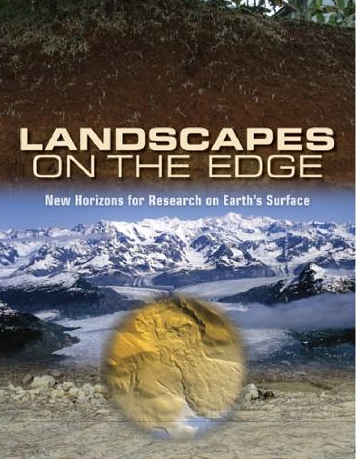 LANDSCAPES
ON THE EDGE
New Horizons for Research on Earth's Surface